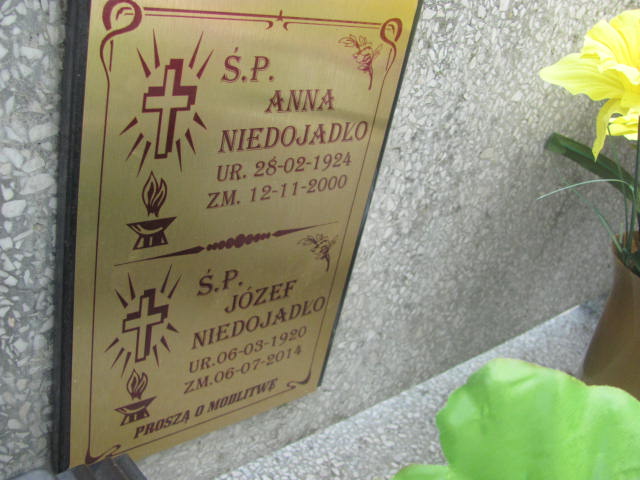 Ś.P.
ANNA
NIEDOJADŁO
UR. 28-02-1924
ZM. 12-11-2000
Ś.P.
JÓZEF
NIEDOJADŁO
UR.06-03-1920
ZM.06-07-2014
PROSZĄ O MODLITWĘ